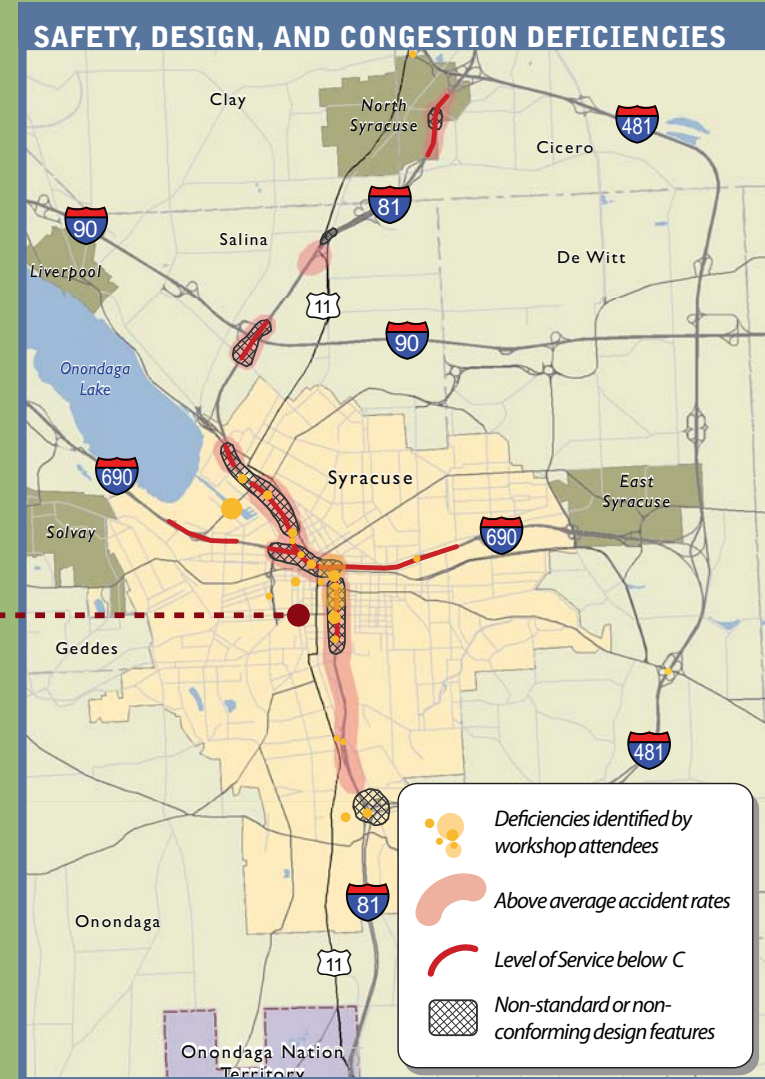 SAFETY, DESIGN, AND CONGESTION DEFICIENCIES
Clay
North
Syracuse
481
Cicero
81
90
Salina
De Witt
Liverpool
11
90
Onondaga
Lake
690
Syracuse
East
Syracuse
Solvay
690
Geddes
481
Deficiencies identified by
workshop attendees
Above average accident rates
81
Onondaga
Level of Service below C
11
Non-standard or non-
conforming design features
Onondaga Nation
Territory